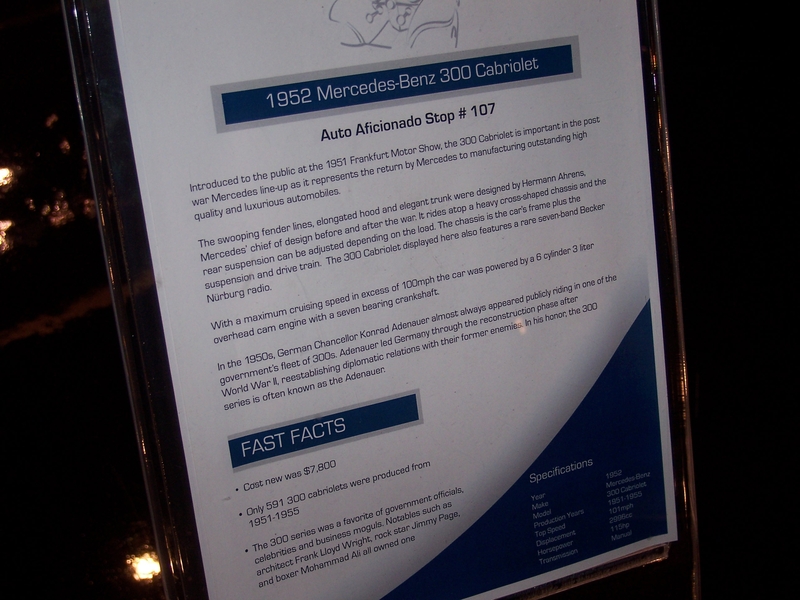 1952 Mercedes-Benz 300 Cabriolet
Auto Aficionado Stop # 107
Introduced to the public at the 1951 Frankfurt Motor Show, the 300 Cabriolet is important in the post
war Mercedes line-up as it represents the return by Mercedes to manufacturing outstanding high
quality and luxurious automobiles.
The swooping fender lines, elongated hood and elegant trunk were designed by Hermann Ahrens,
Mercedes' chief of design before and after the war. It rides atop a heavy cross-shaped chassis and the
rear suspension can be adjusted depending on the load. The chassis is the car's frame plus the
suspension and drive train. The 300 Cabriolet displayed here also features a rare seven-band Becker
Nürburg radio.
With a maximum cruising speed in excess of 100mph the car was powered by a 6 cylinder 3 liter
overhead cam engine with a seven bearing crankshaft.
In the 1950s, German Chancellor Konrad Adenauer almost always appeared publicly riding in one of the
government's fleet of 300s. Adenauer led Germany through the reconstruction phase after
World War II, reestablishing diplomatic relations with their former enemies. In his honor, the 300
series is often known as the Adenauer.
FAST FACTS
• Cost new was $7,800
• Only 591 300 cabriolets were produced from
1951-1955
• The 300 series was a favorite of government officials,
celebrities and business moguls. Notables such as
architect Frank Lloyd Wright, rock star Jimmy Page,
and boxer Mohammad Ali all owned one
Specifications
Year 1952
Make Mercedes-Benz
Model 300 Cabriolet
Production Years 1951-1955
Top Speed 101mph
Displacement 2996cc
Horsepower 115hp
Transmission Manual